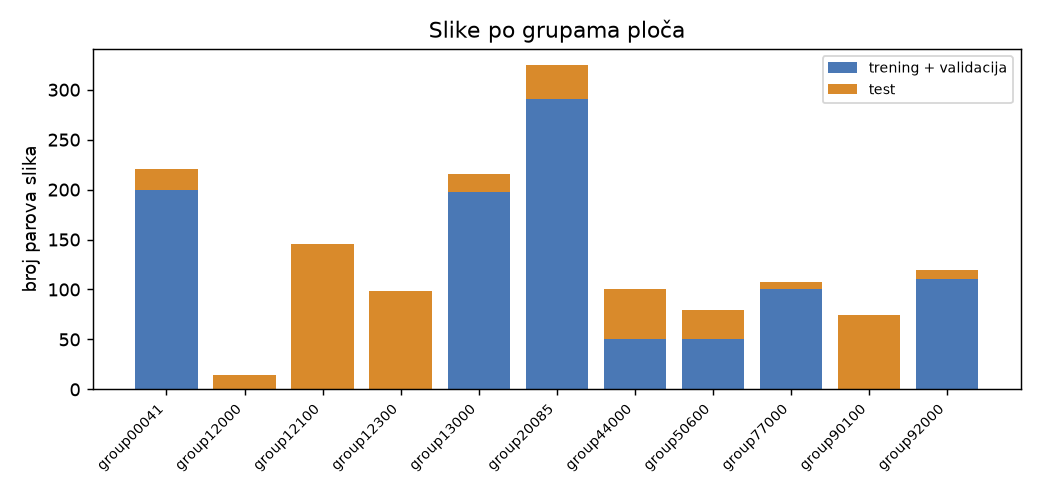 Slike po grupama ploča
broj parova slika
300
250
200
150
100
50
0
trening + validacija
test
group00041
group12000
group12100
group12300
group13000
group20085
group44000
group50600
group77000
group90100
group92000